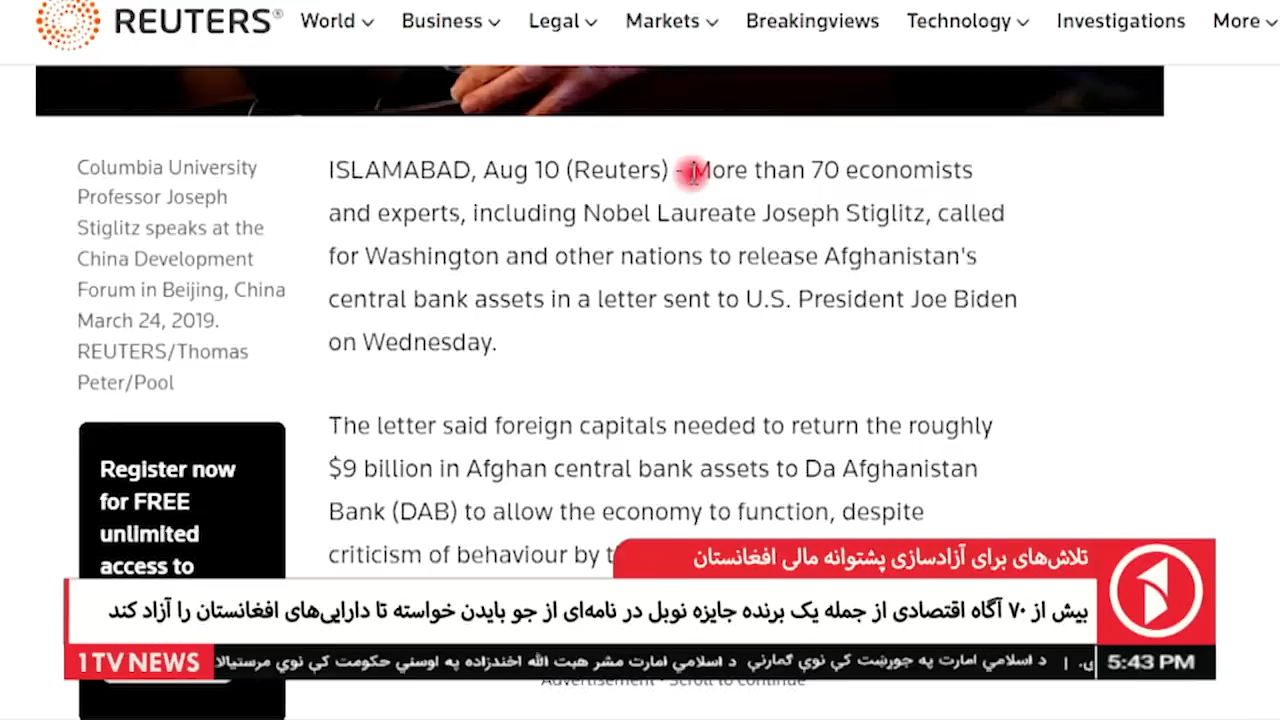 REUTERS®
World
Business
Legal
Markets
Breakingviews
Technology
Investigations
More
Columbia University
Professor Joseph
Stiglitz speaks at the
China Development
Forum in Beijing, China
March 24, 2019.
REUTERS/Thomas
Peter/Pool
ISLAMABAD, Aug 10 (Reuters) - More than 70 economists
and experts, including Nobel Laureate Joseph Stiglitz, called
for Washington and other nations to release Afghanistan's
central bank assets in a letter sent to U.S. President Joe Biden
on Wednesday.
The letter said foreign capitals needed to return the roughly
$9 billion in Afghan central bank assets to Da Afghanistan
Bank (DAB) to allow the economy to function, despite
criticism of behaviour by
Register now
for FREE
unlimited
access to
تلاش‌های برای آزادسازی پشتوانه مالی افغانستان
بیش از ۷۰ آگاه اقتصادی از جمله یک برنده جایزه نوبل در نامه‌ای از جو بایدن خواسته تا دارایی‌های افغانستان را آزاد کند
1TV NEWS
ی. | د اسلامي امارت په جوړښت کې نوې ګمارنې د اسلامي امارت مشر هبت الله اخندزاده په اوسني حکومت کې نوي مرستیالا
5:43 PM
Advertisement · Scroll to continue